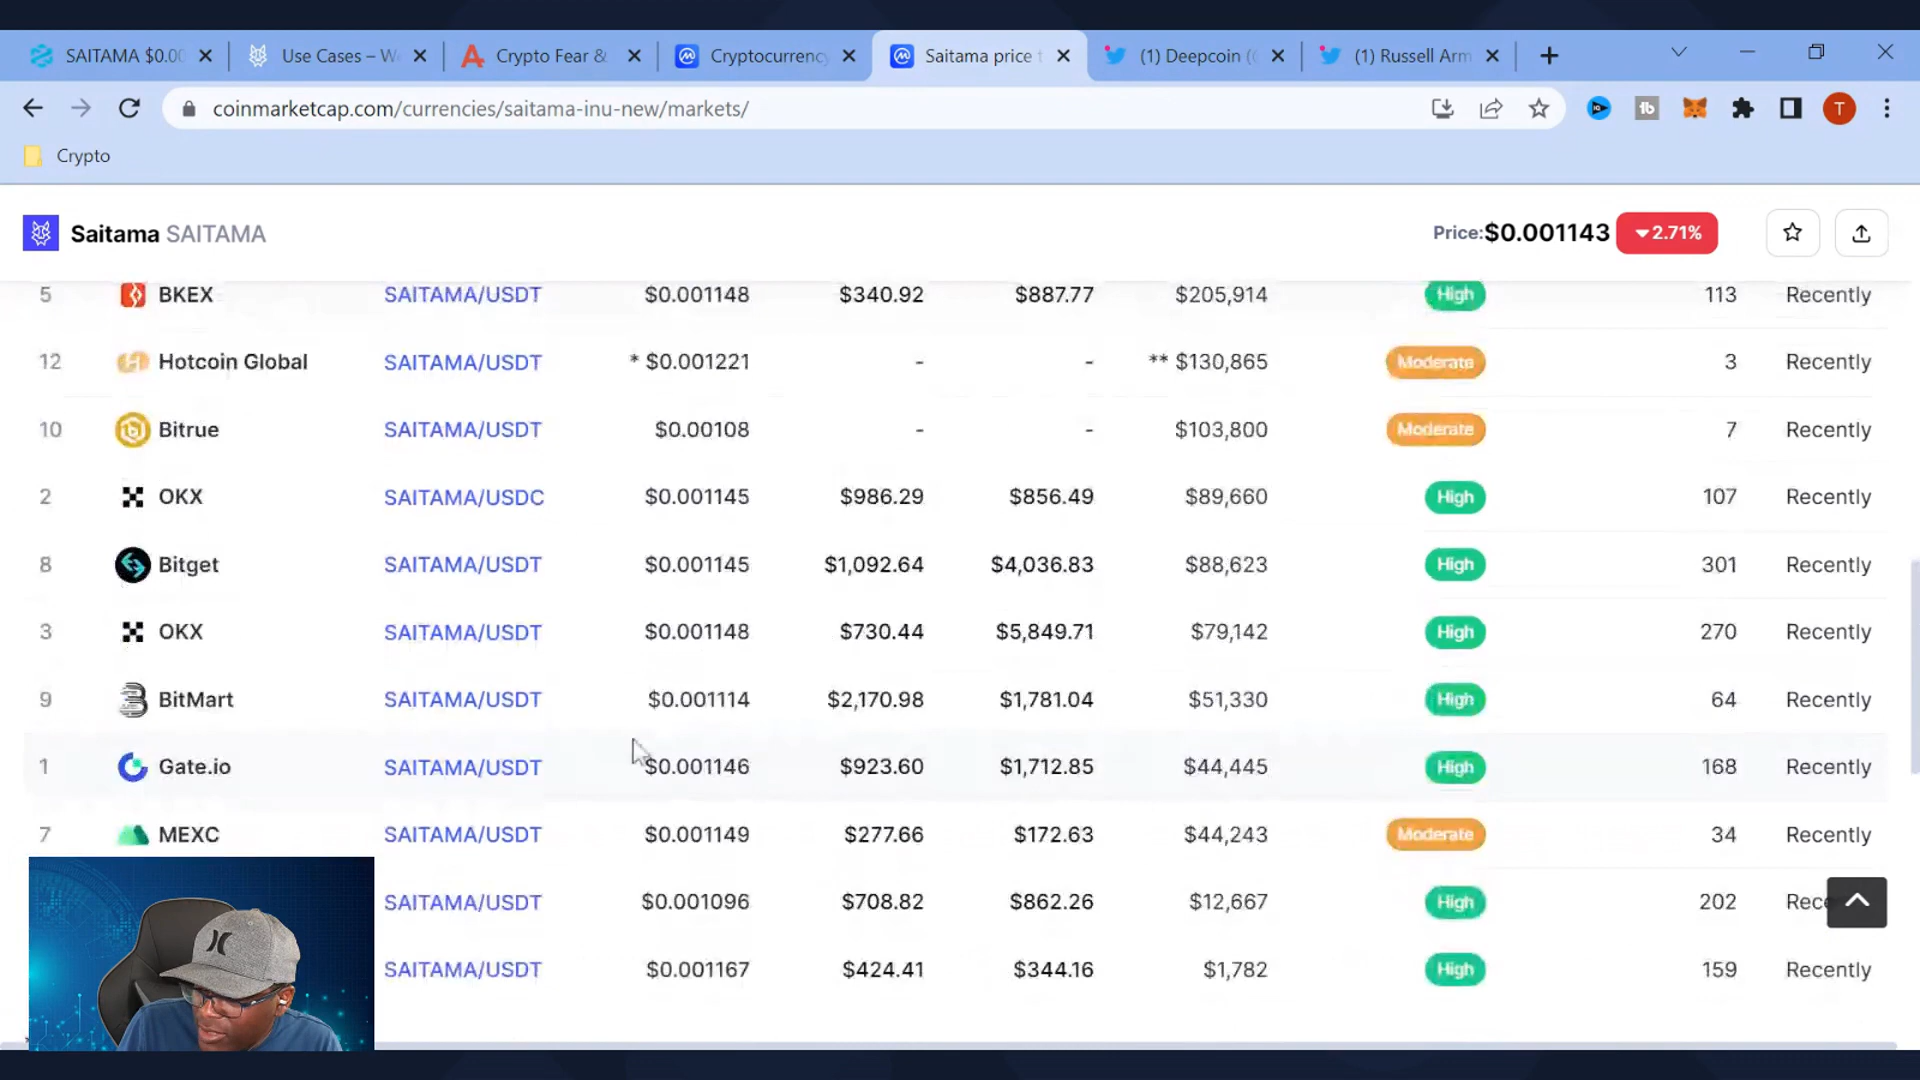 SAITAMA $0.00
Use Cases – W
Crypto Fear &
Cryptocurrency
Saitama price t
(1) Deepcoin (
(1) Russell Arm
coinmarketcap.com/currencies/saitama-inu-new/markets/
tb
T
Crypto
Saitama SAITAMA Price:$0.001143 2.71%
5 BKEX SAITAMA/USDT $0.001148 $340.92 $887.77 $205,914 High 113 Recently
12 Hotcoin Global SAITAMA/USDT * $0.001221 - - ** $130,865 Moderate 3 Recently
10 Bitrue SAITAMA/USDT $0.00108 - - $103,800 Moderate 7 Recently
2 OKX SAITAMA/USDC $0.001145 $986.29 $856.49 $89,660 High 107 Recently
8 Bitget SAITAMA/USDT $0.001145 $1,092.64 $4,036.83 $88,623 High 301 Recently
3 OKX SAITAMA/USDT $0.001148 $730.44 $5,849.71 $79,142 High 270 Recently
9 BitMart SAITAMA/USDT $0.001114 $2,170.98 $1,781.04 $51,330 High 64 Recently
1 Gate.io SAITAMA/USDT $0.001146 $923.60 $1,712.85 $44,445 High 168 Recently
7 MEXC SAITAMA/USDT $0.001149 $277.66 $172.63 $44,243 Moderate 34 Recently
SAITAMA/USDT $0.001096 $708.82 $862.26 $12,667 High 202 Rec
SAITAMA/USDT $0.001167 $424.41 $344.16 $1,782 High 159 Recently